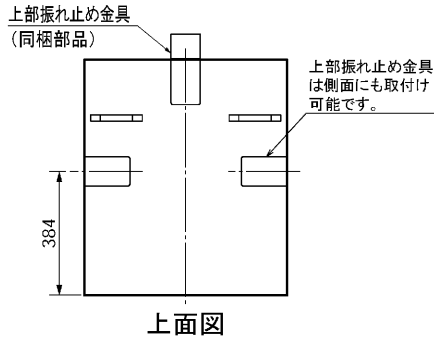 上部振れ止め金具
（同梱部品）
上部振れ止め金具
は側面にも取付け
可能です。
384
上面図